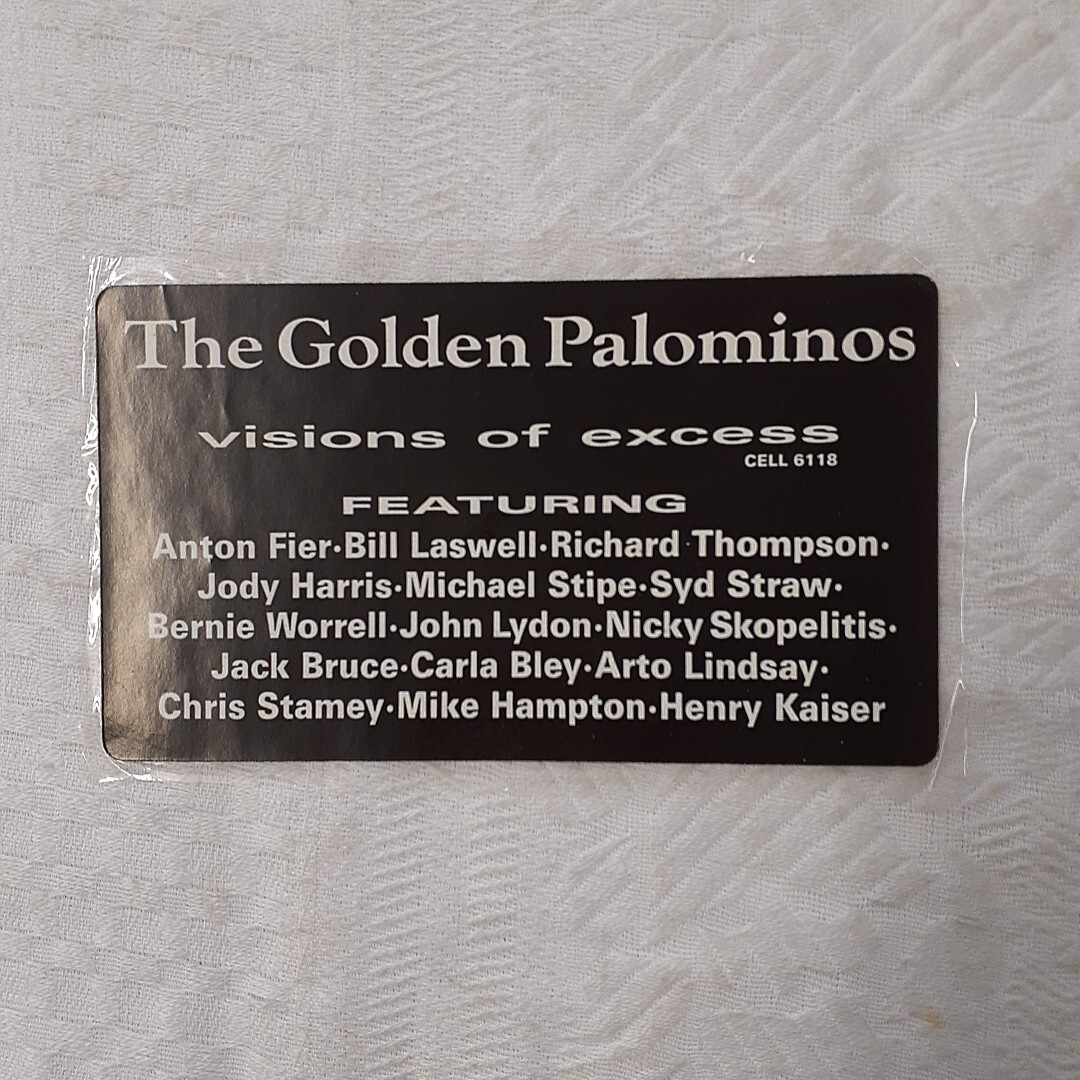 The Golden Palominos
visions of excess
CELL 6118
FEATURING
Anton Fier·Bill Laswell·Richard Thompson·
Jody Harris·Michael Stipe·Syd Straw·
Bernie Worrell·John Lydon·Nicky Skopelitis·
Jack Bruce·Carla Bley·Arto Lindsay·
Chris Stamey·Mike Hampton·Henry Kaiser